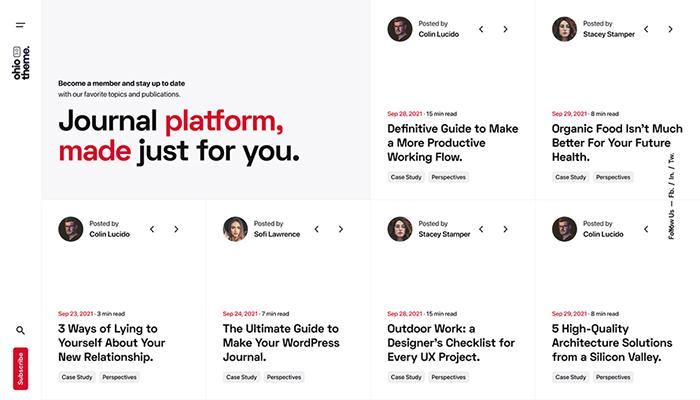 ohio
theme.
Become a member and stay up to date
with our favorite topics and publications.
Journal platform,
made just for you.
Posted by
Colin Lucido
Sep 28, 2021 · 15 min read
Definitive Guide to Make
a More Productive
Working Flow.
Case Study Perspectives
Posted by
Stacey Stamper
Sep 29, 2021 · 8 min read
Organic Food Isn't Much
Better For Your Future
Health.
Case Study Perspectives
Follow Us — Fb. / In. / Tw.
Posted by
Colin Lucido
Sep 23, 2021 · 3 min read
3 Ways of Lying to
Yourself About Your
New Relationship.
Case Study Perspectives
Posted by
Sofi Lawrence
Sep 24, 2021 · 7 min read
The Ultimate Guide to
Make Your WordPress
Journal.
Case Study Perspectives
Posted by
Stacey Stamper
Sep 28, 2021 · 15 min read
Outdoor Work: a
Designer's Checklist for
Every UX Project.
Case Study Perspectives
Posted by
Colin Lucido
Sep 29, 2021 · 8 min read
5 High-Quality
Architecture Solutions
from a Silicon Valley.
Case Study Perspectives
Subscribe